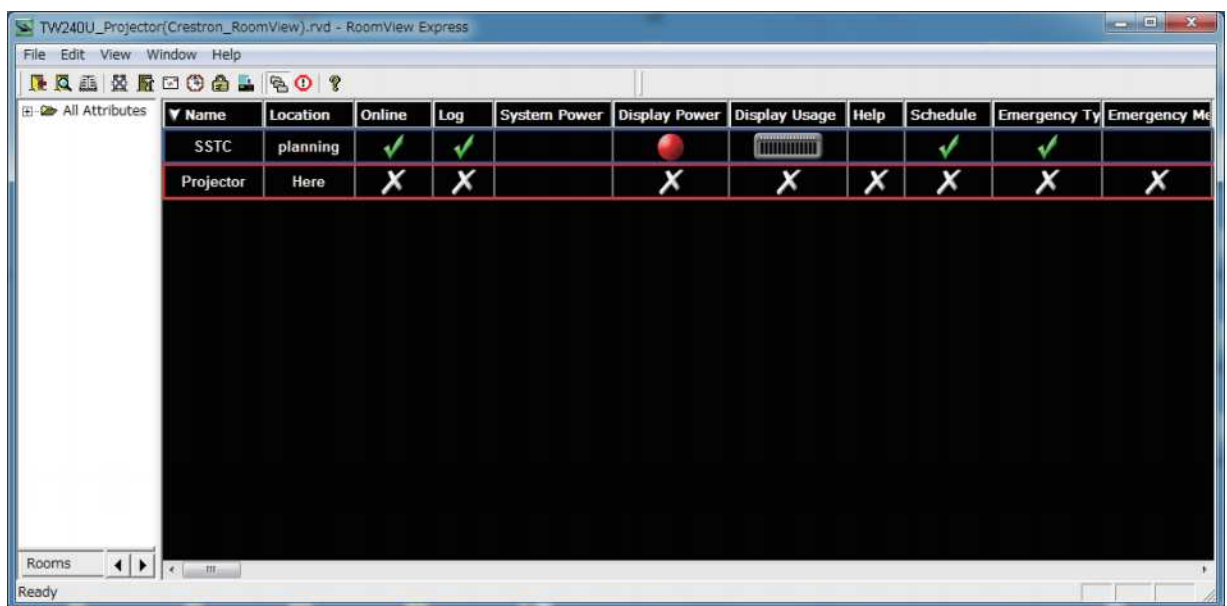 TW240U_Projector(Crestron_RoomView).rvd - RoomView Express
File Edit View Window Help
All Attributes
Name Location Online Log System Power Display Power Display Usage Help Schedule Emergency Ty Emergency Me
SSTC planning
Projector Here
Rooms
Ready